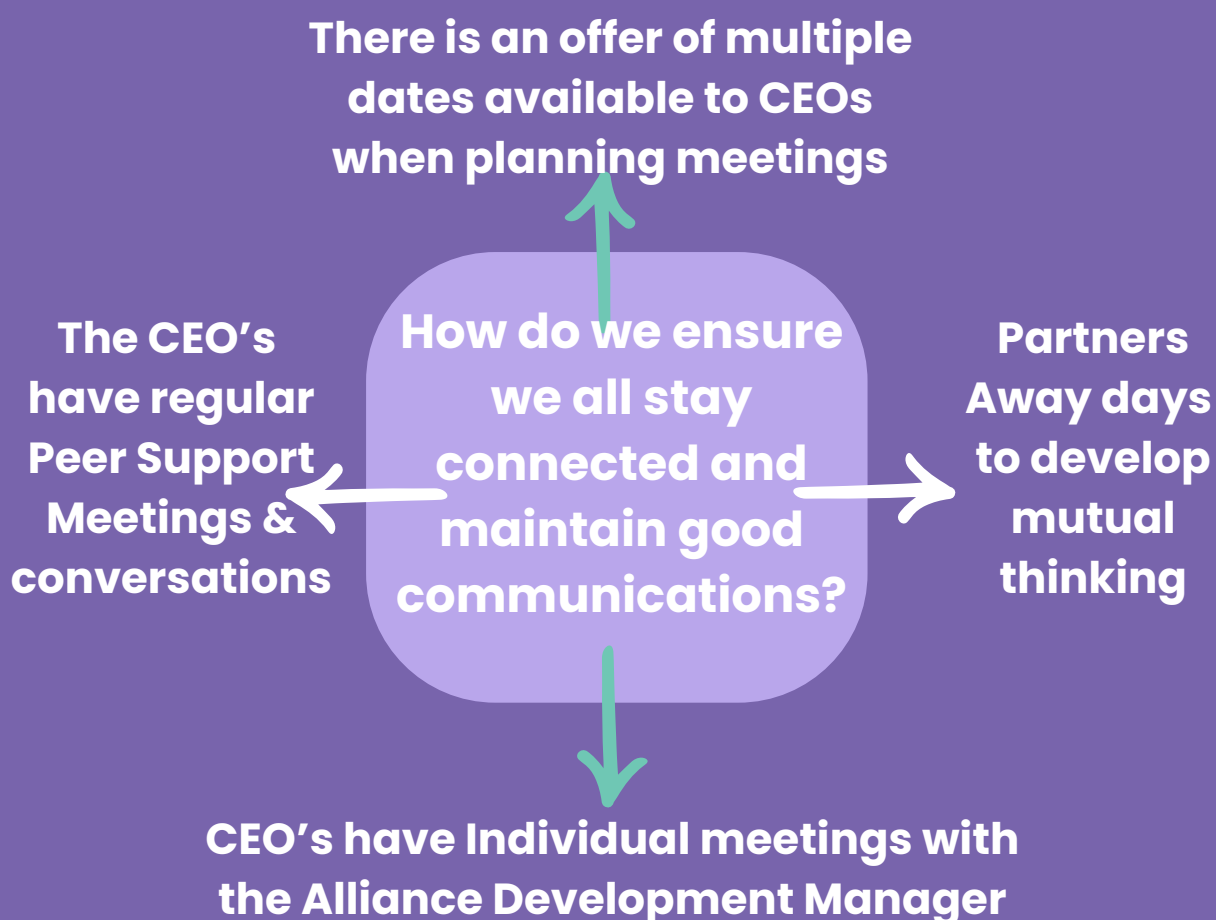 There is an offer of multiple
dates available to CEOs
when planning meetings
The CEO’s
have regular
Peer Support
Meetings &
conversations
How do we ensure
we all stay
connected and
maintain good
communications?
Partners
Away days
to develop
mutual
thinking
CEO’s have Individual meetings with
the Alliance Development Manager